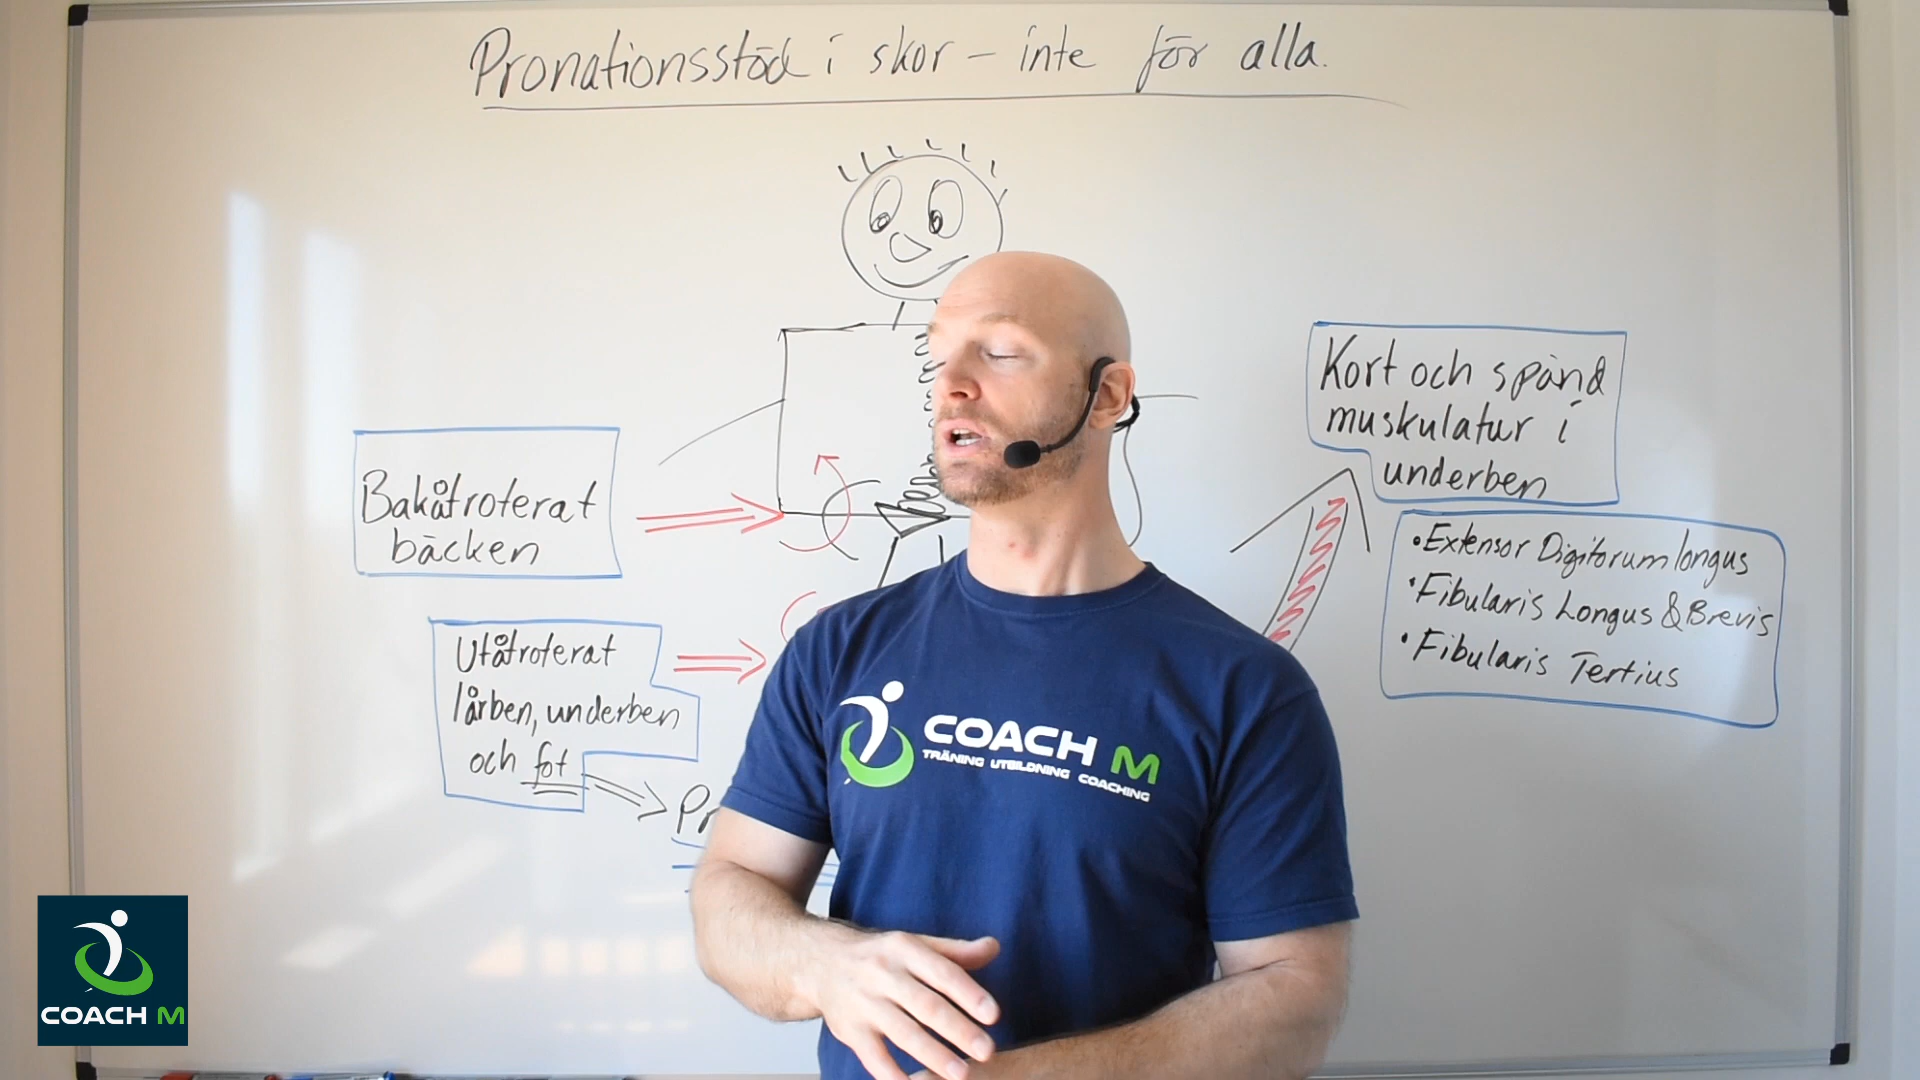 Pronationsstöd i skor - inte för alla.
Bakåtroterat
bäcken
Utåtroterat
lårben, underben
och fot
Kort och spänd
muskulatur i
underben
• Extensor Digitorum longus
• Fibularis Longus & Brevis
• Fibularis Tertius
COACH M
TRÄNING UTBILDNING COACHING
COACH M